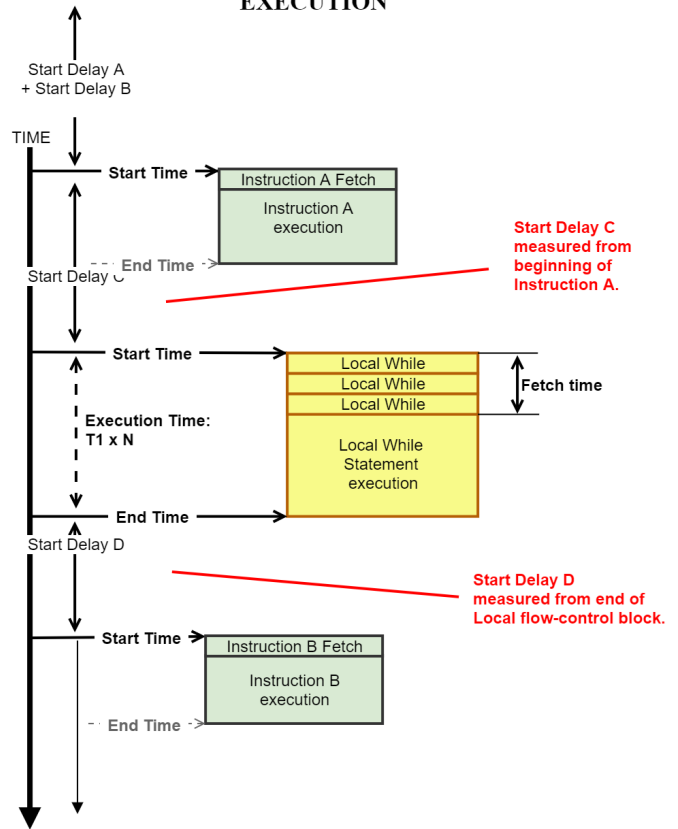 EXECUTION
Start Delay A
+ Start Delay B
TIME
Start Time
Instruction A Fetch
Instruction A
execution
End Time
Start Delay C
Start Delay C
measured from
beginning of
Instruction A.
Start Time
Local While
Local While
Local While
Fetch time
Execution Time:
T1 x N
Local While
Statement
execution
End Time
Start Delay D
Start Delay D
measured from end of
Local flow-control block.
Start Time
Instruction B Fetch
Instruction B
execution
End Time